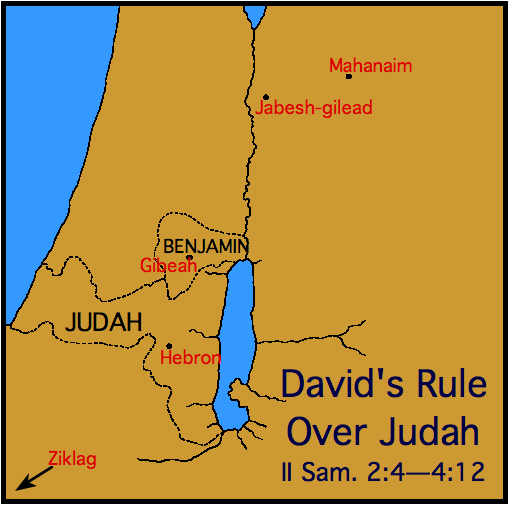 Mahanaim
Jabesh-gilead
BENJAMIN
Gibeah
JUDAH
Hebron
David's Rule
Over Judah
II Sam. 2:4—4:12
Ziklag